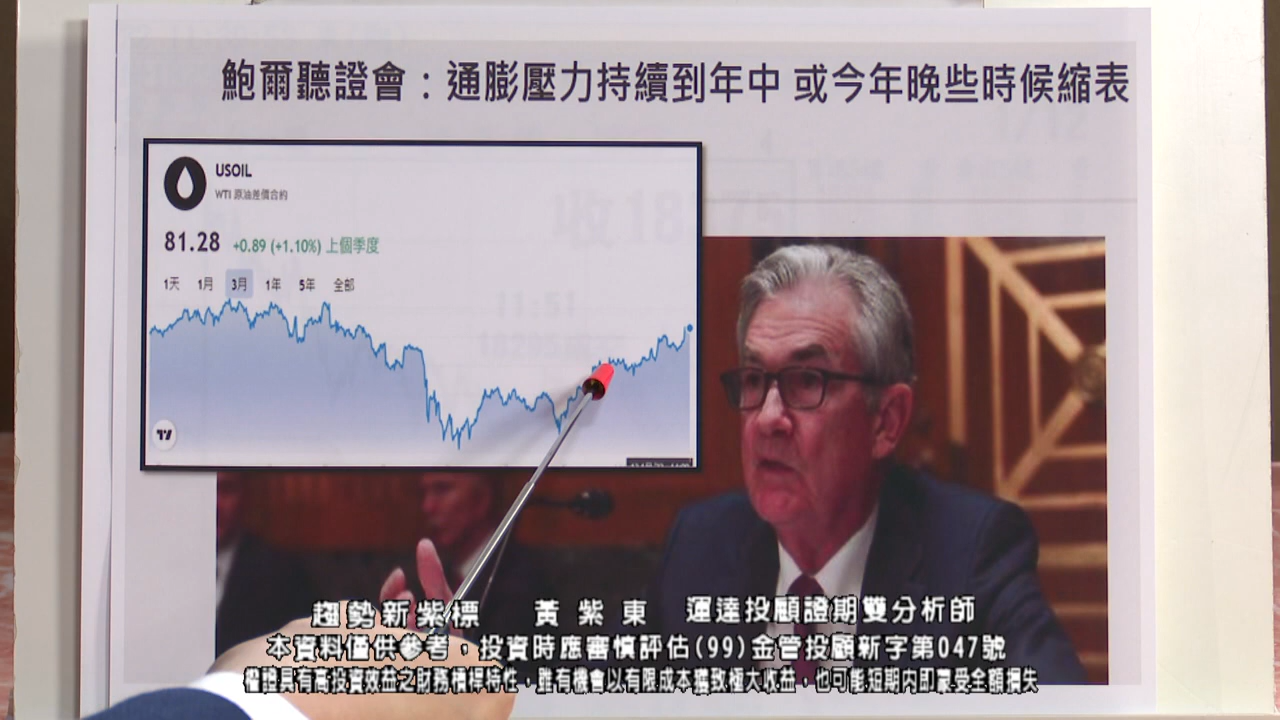 鮑爾聽證會：通膨壓力持續到年中 或今年晚些時候縮表
USOIL
WTI 原油差價合約
81.28 +0.89 (+1.10%) 上個季度
1天 1月 3月 1年 5年 全部
收18
11:51
趨勢新紫標 黃紫東 運達投顧證期雙分析師
本資料僅供參考，投資時應審慎評估(99)金管投顧新字第047號
權證具有高投資效益之財務槓桿特性，雖有機會以有限成本獲致極大收益，也可能短期內即蒙受全額損失